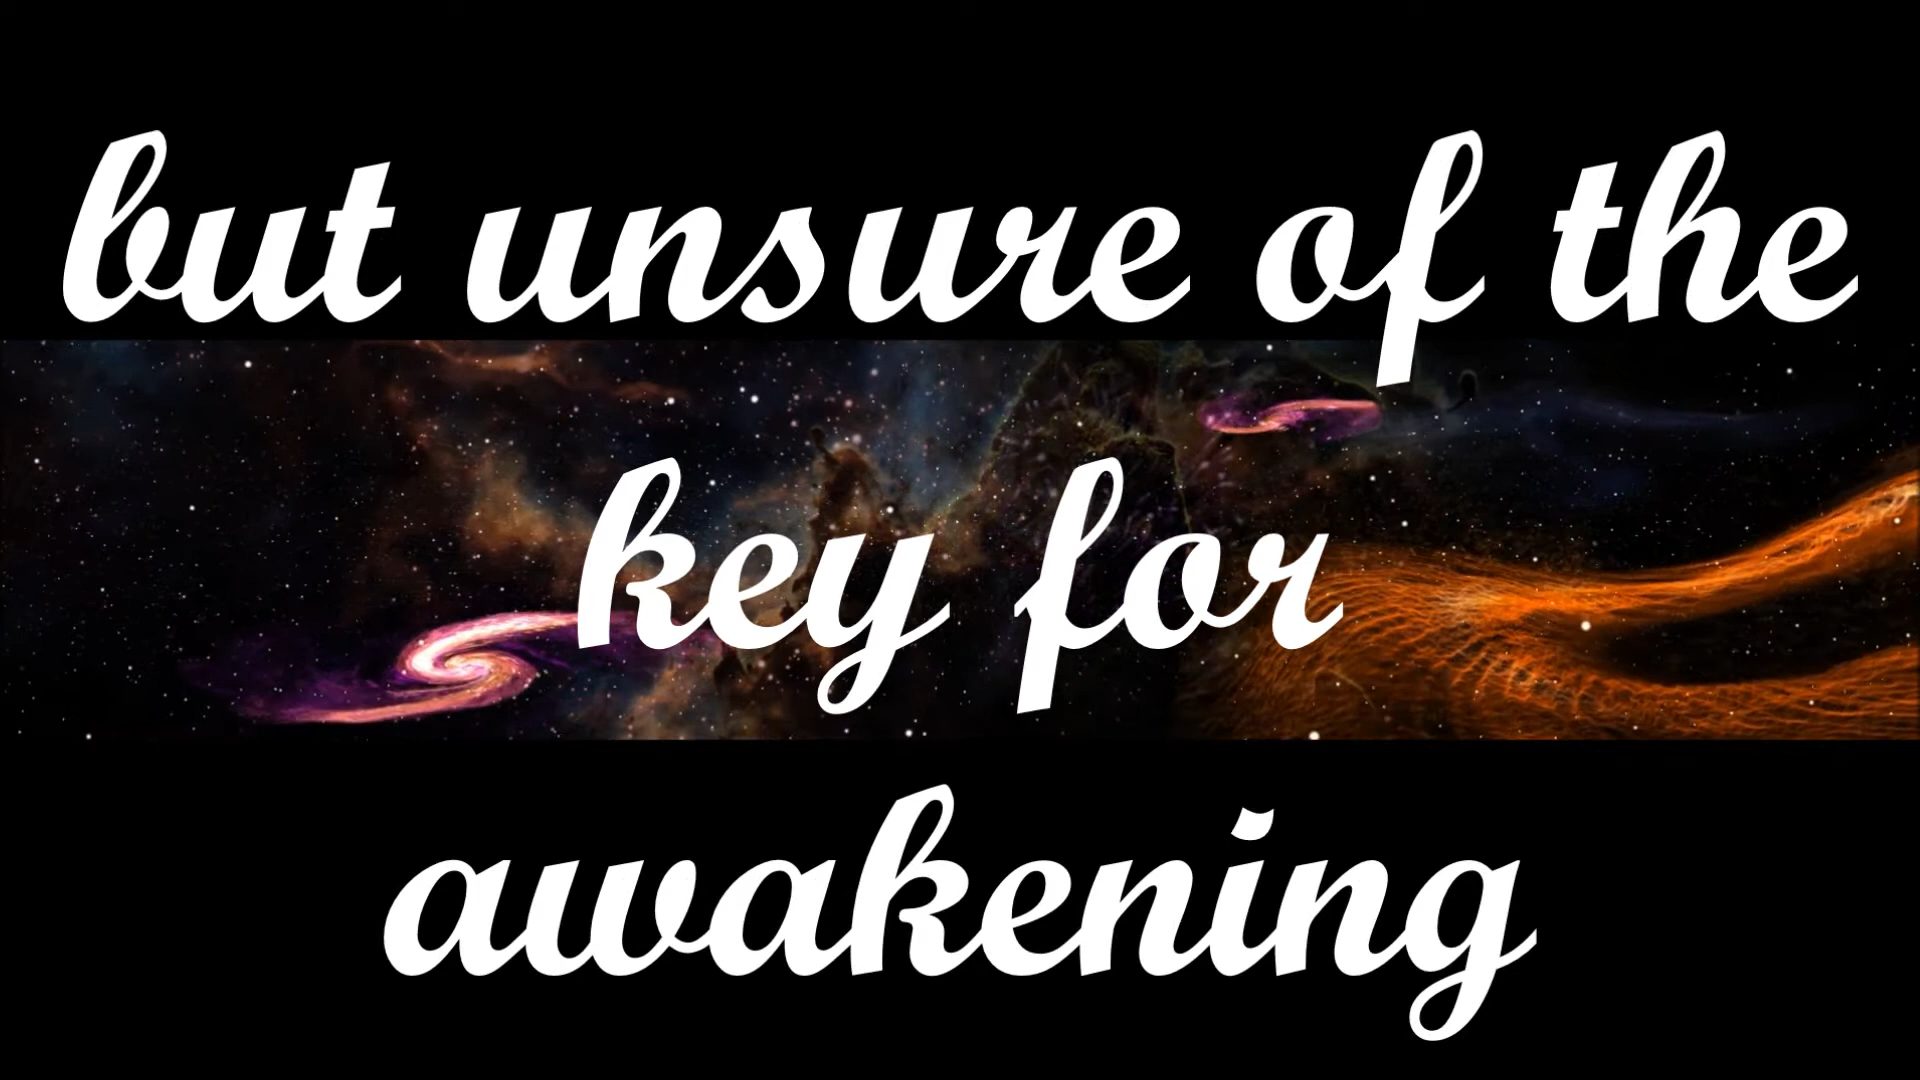 but unsure of the
key for
awakening